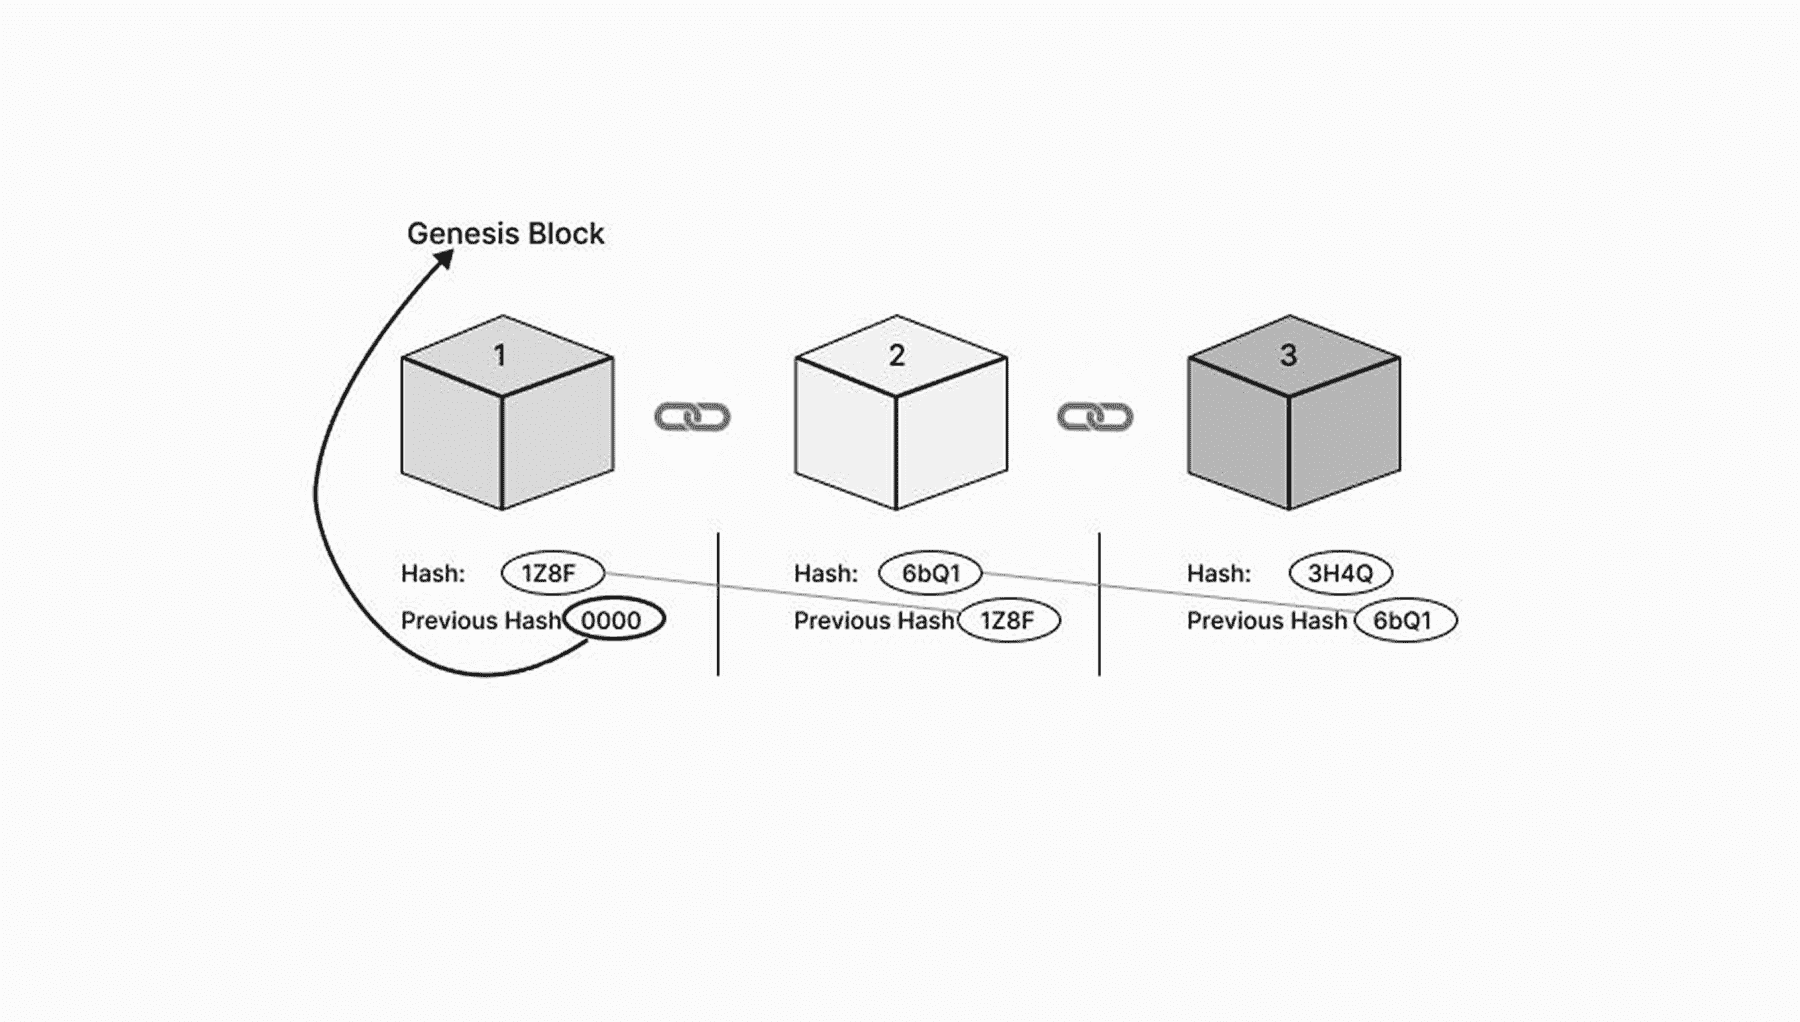 Genesis Block
1
2
3
Hash: 1Z8F
Previous Hash 0000
Hash: 6bQ1
Previous Hash 1Z8F
Hash: 3H4Q
Previous Hash 6bQ1